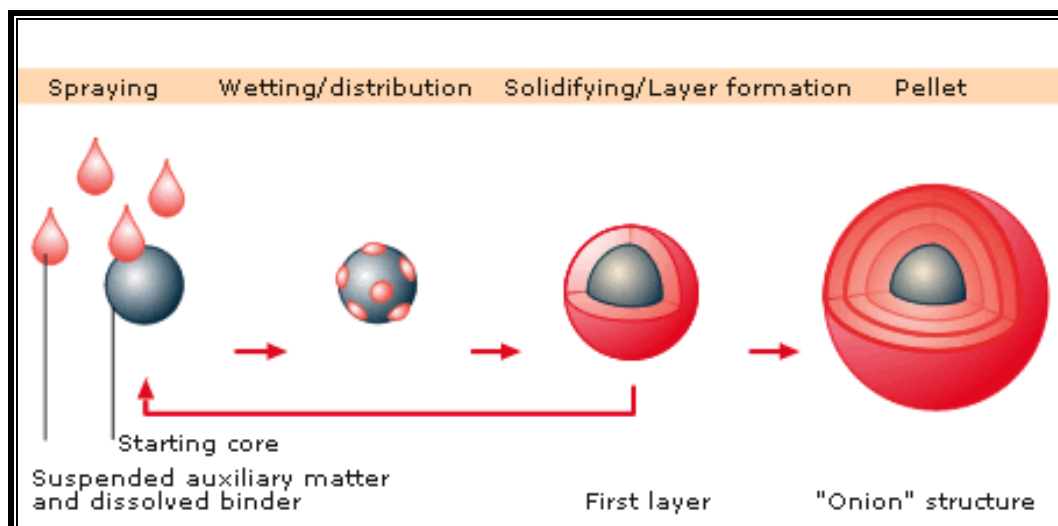 Spraying
Wetting/distribution
Solidifying/Layer formation
Pellet
Starting core
Suspended auxiliary matter
and dissolved binder
First layer
"Onion" structure